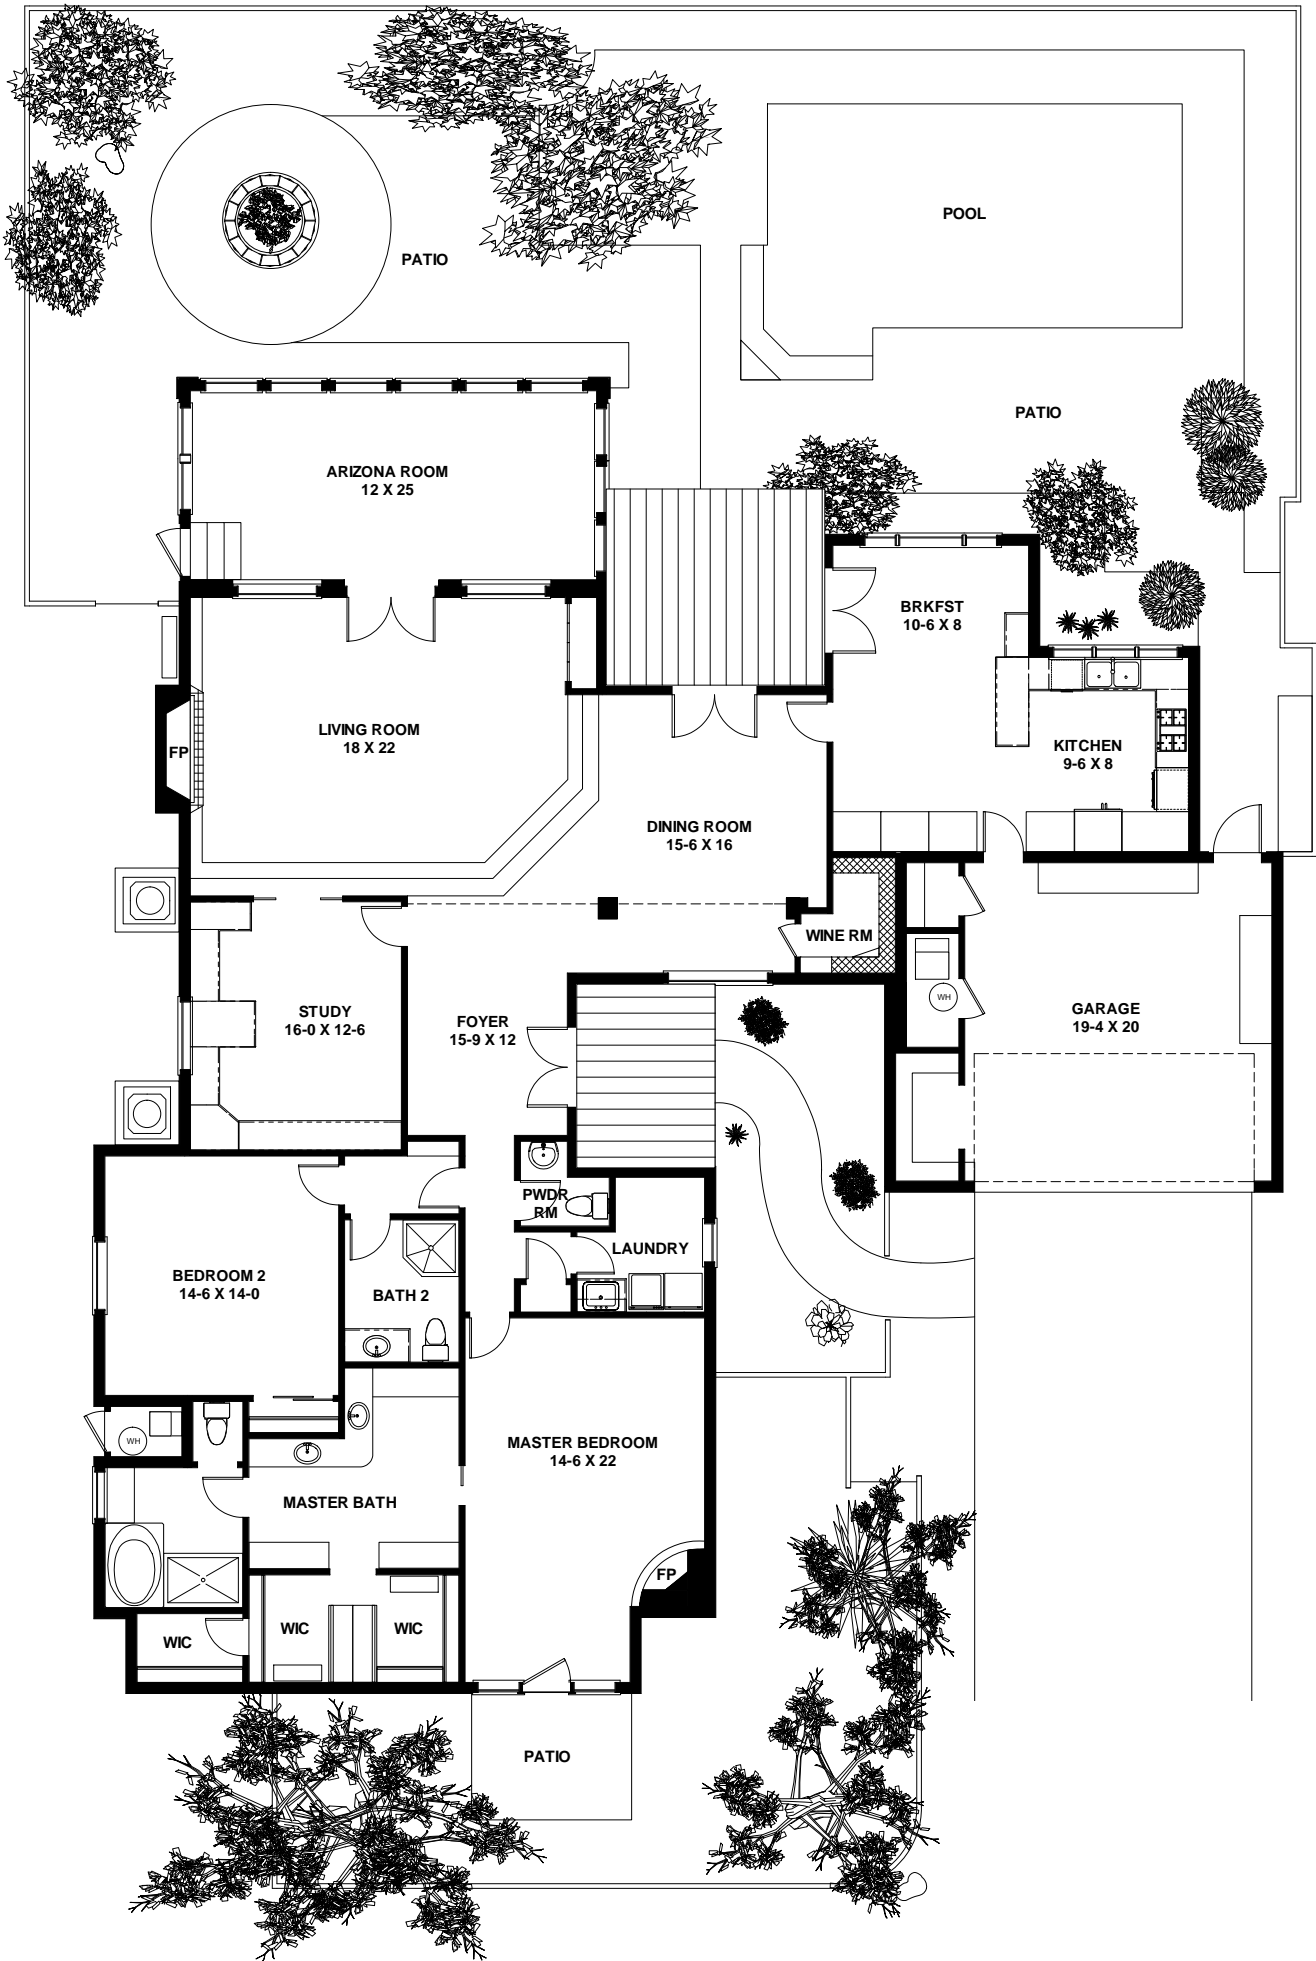 POOL
PATIO
PATIO
ARIZONA ROOM
12 X 25
BRKFST
10-6 X 8
LIVING ROOM
18 X 22
FP
KITCHEN
9-6 X 8
DINING ROOM
15-6 X 16
WINE RM
WH
STUDY
16-0 X 12-6
FOYER
15-9 X 12
GARAGE
19-4 X 20
PWDR
RM
LAUNDRY
BEDROOM 2
14-6 X 14-0
BATH 2
WH
MASTER BEDROOM
14-6 X 22
MASTER BATH
FP
WIC
WIC
WIC
PATIO